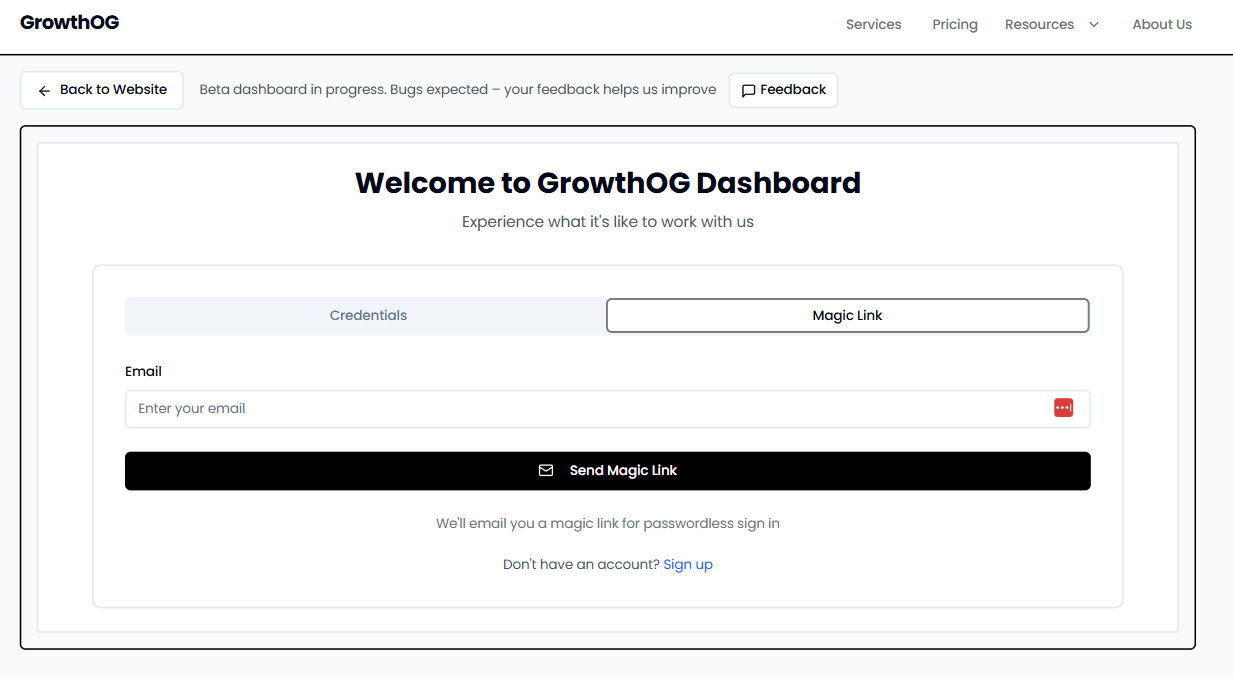 GrowthOG
Services Pricing Resources About Us
Back to Website Beta dashboard in progress. Bugs expected – your feedback helps us improve Feedback
Welcome to GrowthOG Dashboard
Experience what it's like to work with us
Credentials Magic Link
Email
Enter your email
Send Magic Link
We'll email you a magic link for passwordless sign in
Don't have an account? Sign up